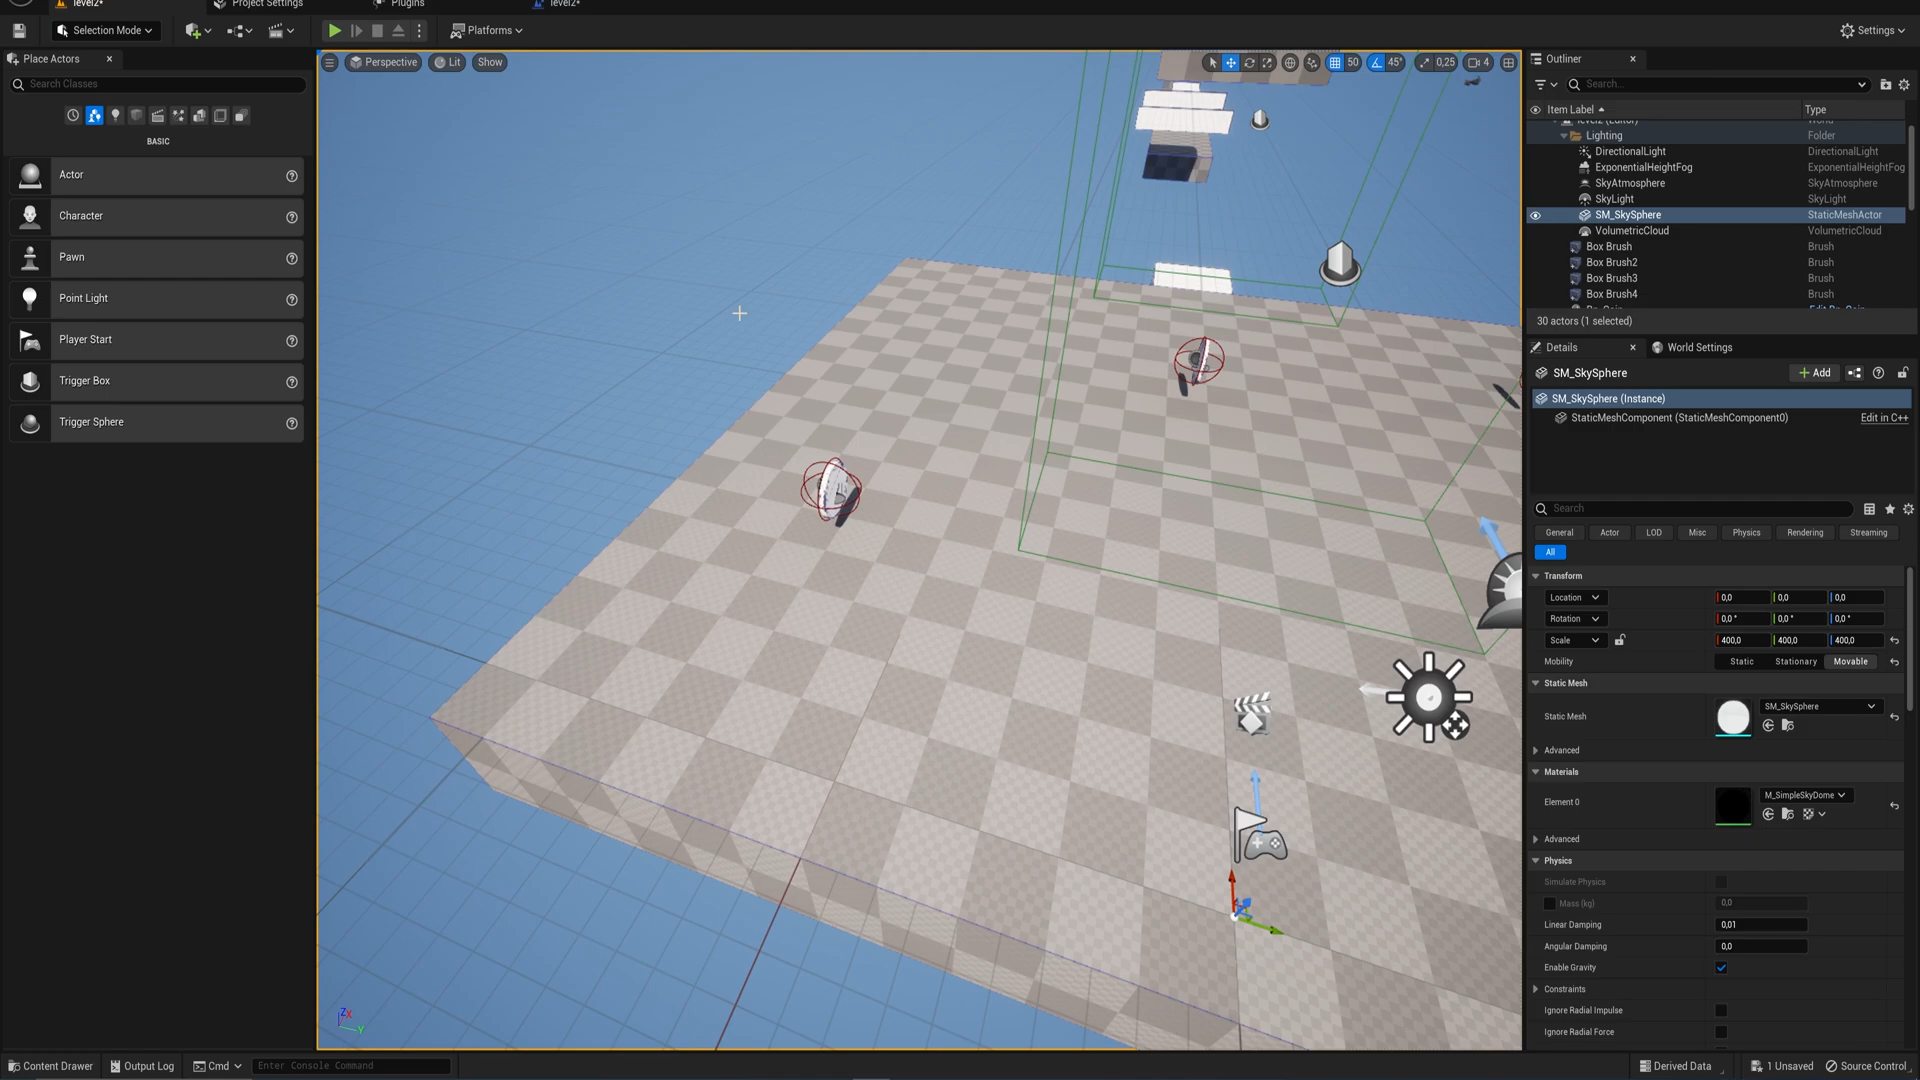 level2*
Project Settings
Plugins
level2*
Selection Mode
Platforms
Settings
Place Actors
Search Classes
BASIC
Actor
Character
Pawn
Point Light
Player Start
Trigger Box
Trigger Sphere
Perspective
Lit
Show
50
45°
0,25
4
Outliner
Search...
Item Label
Type
level2 (Editor)
World
Lighting
Folder
DirectionalLight
DirectionalLight
ExponentialHeightFog
ExponentialHeightFog
SkyAtmosphere
SkyAtmosphere
SkyLight
SkyLight
SM_SkySphere
StaticMeshActor
VolumetricCloud
VolumetricCloud
Box Brush
Brush
Box Brush2
Brush
Box Brush3
Brush
Box Brush4
Brush
30 actors (1 selected)
Details
World Settings
SM_SkySphere
Add
SM_SkySphere (Instance)
StaticMeshComponent (StaticMeshComponent0)
Edit in C++
Search
General
Actor
LOD
Misc
Physics
Rendering
Streaming
All
Transform
Location
0,0
0,0
0,0
Rotation
0,0 °
0,0 °
0,0 °
Scale
400,0
400,0
400,0
Mobility
Static
Stationary
Movable
Static Mesh
Static Mesh
SM_SkySphere
Advanced
Materials
Element 0
M_SimpleSkyDome
Advanced
Physics
Simulate Physics
Mass (kg)
0,0
Linear Damping
0,01
Angular Damping
0,0
Enable Gravity
Constraints
Ignore Radial Impulse
Ignore Radial Force
Z
X
Y
Content Drawer
Output Log
Cmd
Enter Console Command
Derived Data
1 Unsaved
Source Control